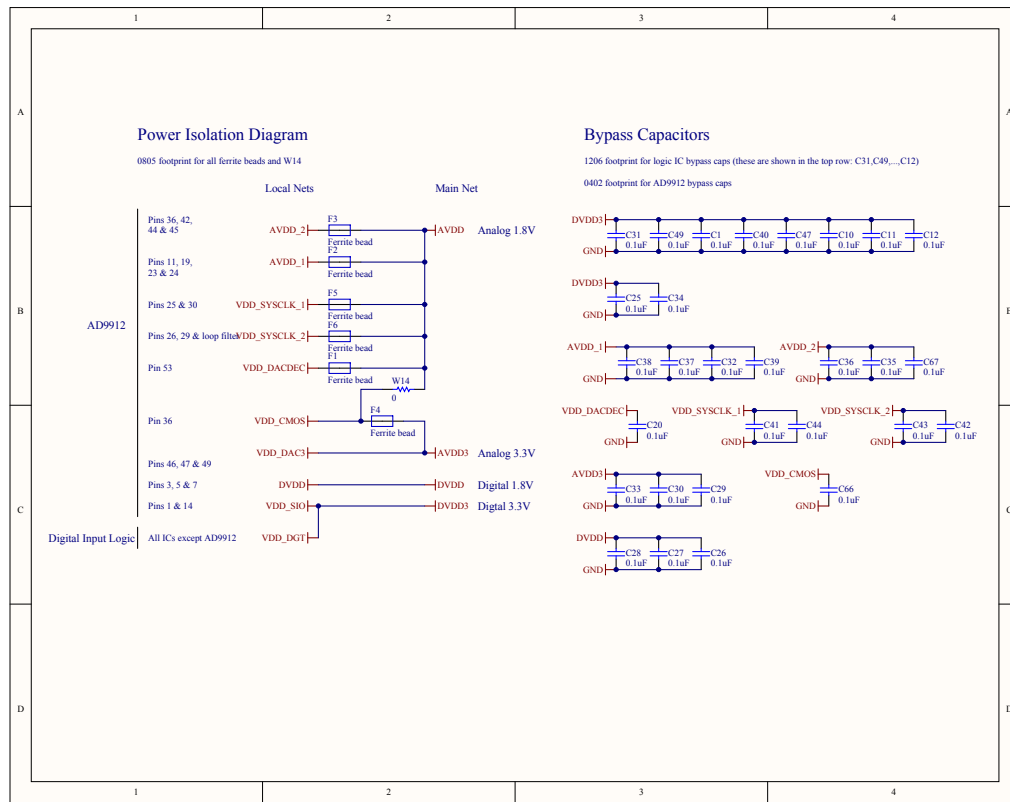 1 2 3 4
A A
Power Isolation Diagram
0805 footprint for all ferrite beads and W14
Local Nets Main Net
Pins 36, 42,
44 & 45
AVDD_2
F3
Ferrite bead
AVDD Analog 1.8V
Pins 11, 19,
23 & 24
AVDD_1
F2
Ferrite bead
B
AD9912
Pins 25 & 30
VDD_SYSCLK_1
F5
Ferrite bead
Pins 26, 29 & loop filter
VDD_SYSCLK_2
F6
Ferrite bead
Pin 53
VDD_DACDEC
F1
Ferrite bead
W14
0
Pin 36
VDD_CMOS
F4
Ferrite bead
VDD_DAC3
AVDD3 Analog 3.3V
Pins 46, 47 & 49
Pins 3, 5 & 7
DVDD DVDD Digital 1.8V
C
Pins 1 & 14
VDD_SIO DVDD3 Digtal 3.3V
Digital Input Logic
All ICs except AD9912
VDD_DGT
Bypass Capacitors
1206 footprint for logic IC bypass caps (these are shown in the top row: C31,C49,...,C12)
0402 footprint for AD9912 bypass caps
DVDD3
C31 C49 C1 C40 C47 C10 C11 C12
0.1uF 0.1uF 0.1uF 0.1uF 0.1uF 0.1uF 0.1uF 0.1uF
GND
DVDD3
C25 C34
0.1uF 0.1uF
GND
B
AVDD_1
C38 C37 C32 C39
0.1uF 0.1uF 0.1uF 0.1uF
GND
AVDD_2
C36 C35 C67
0.1uF 0.1uF 0.1uF
GND
VDD_DACDEC
C20
0.1uF
GND
VDD_SYSCLK_1
C41 C44
0.1uF 0.1uF
GND
VDD_SYSCLK_2
C43 C42
0.1uF 0.1uF
GND
AVDD3
C33 C30 C29
0.1uF 0.1uF 0.1uF
GND
VDD_CMOS
C66
0.1uF
GND
C
DVDD
C28 C27 C26
0.1uF 0.1uF 0.1uF
GND
D D
1 2 3 4